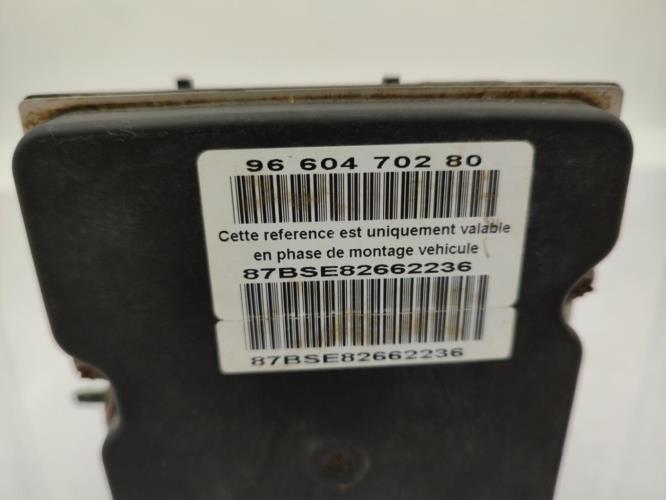 96 604 702 80
Cette reference est uniquement valable
en phase de montage vehicule
87BSE82662236
87BSE82662236